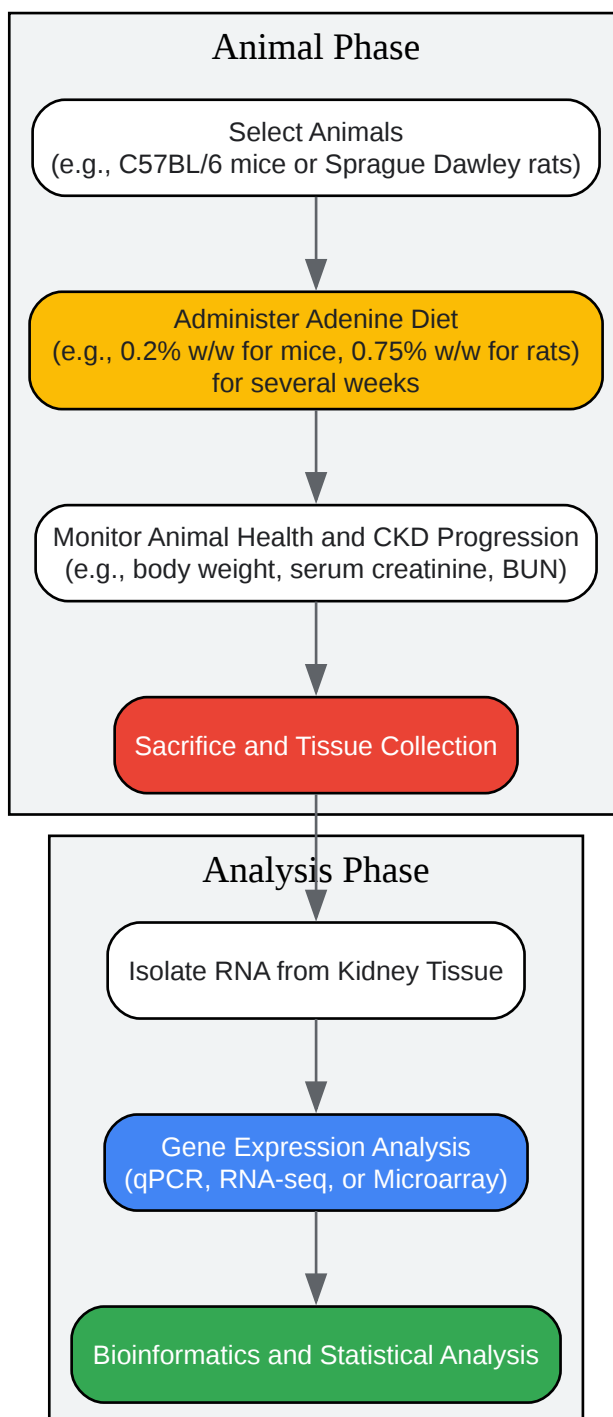 Animal Phase
Select Animals
(e.g., C57BL/6 mice or Sprague Dawley rats)
Administer Adenine Diet
(e.g., 0.2% w/w for mice, 0.75% w/w for rats)
for several weeks
Monitor Animal Health and CKD Progression
(e.g., body weight, serum creatinine, BUN)
Sacrifice and Tissue Collection
Analysis Phase
Isolate RNA from Kidney Tissue
Gene Expression Analysis
(qPCR, RNA-seq, or Microarray)
Bioinformatics and Statistical Analysis